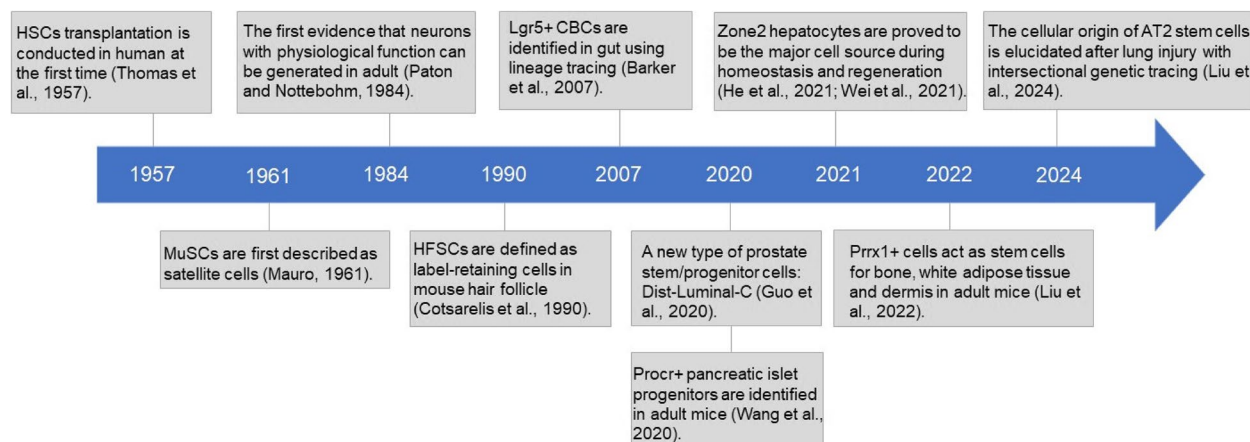 HSCs transplantation is
conducted in human at
the first time (Thomas et
al., 1957).
The first evidence that neurons
with physiological function can
be generated in adult (Paton
and Nottebohm, 1984).
Lgr5+ CBCs are
identified in gut using
lineage tracing (Barker
et al., 2007).
Zone2 hepatocytes are proved to
be the major cell source during
homeostasis and regeneration
(He et al., 2021; Wei et al., 2021).
The cellular origin of AT2 stem cells
is elucidated after lung injury with
intersectional genetic tracing (Liu et
al., 2024).
1957 1961 1984 1990 2007 2020 2021 2022 2024
MuSCs are first described as
satellite cells (Mauro, 1961).
HFSCs are defined as
label-retaining cells in
mouse hair follicle
(Cotsarelis et al., 1990).
A new type of prostate
stem/progenitor cells:
Dist-Luminal-C (Guo et
al., 2020).
Procr+ pancreatic islet
progenitors are identified
in adult mice (Wang et al.,
2020).
Prrx1+ cells act as stem cells
for bone, white adipose tissue
and dermis in adult mice (Liu
et al., 2022).